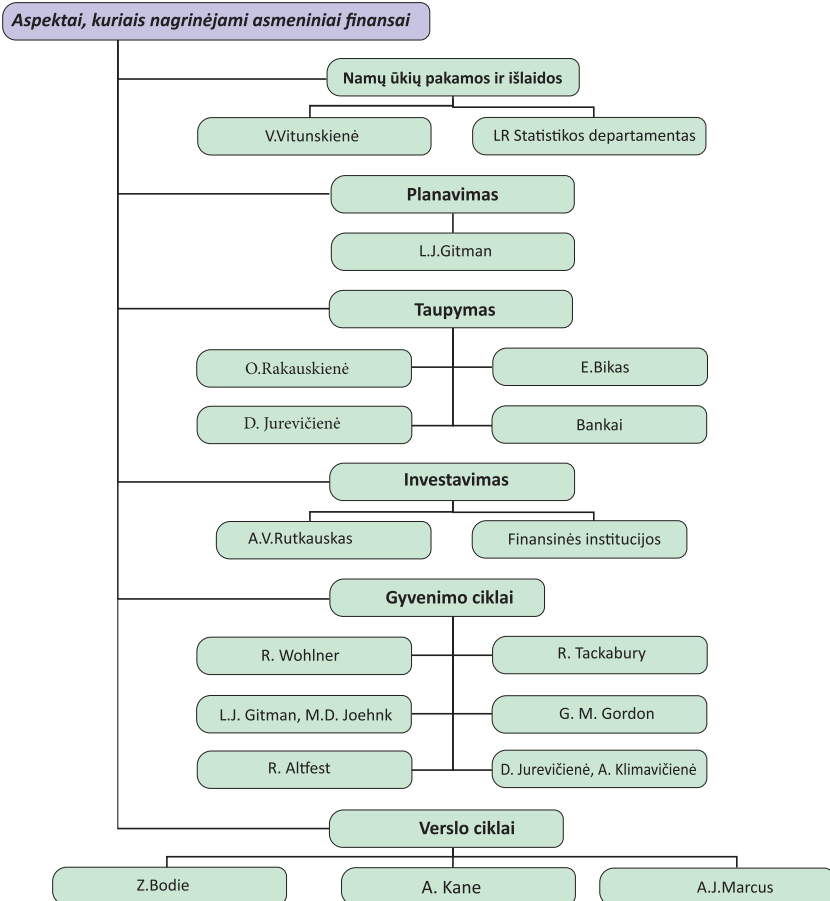 Aspektai, kuriais nagrinėjami asmeniniai finansai
Namų ūkių pakamos ir išlaidos
V.Vitunskienė
LR Statistikos departamentas
Planavimas
L.J.Gitman
Taupymas
O.Rakauskienė
E.Bikas
D. Jurevičienė
Bankai
Investavimas
A.V.Rutkauskas
Finansinės institucijos
Gyvenimo ciklai
R. Wohlner
R. Tackabury
L.J. Gitman, M.D. Joehnk
G. M. Gordon
R. Altfest
D. Jurevičienė, A. Klimavičienė
Verslo ciklai
Z.Bodie
A. Kane
A.J.Marcus